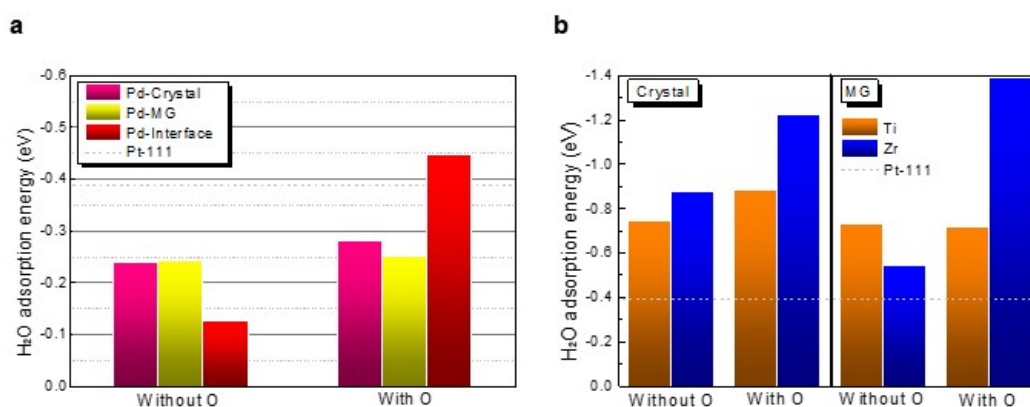 a
H₂O adsorption energy (eV)
-0.6
-0.5
-0.4
-0.3
-0.2
-0.1
0.0
Pd-Crystal
Pd-MG
Pd-Interface
Pt-111
Without O
With O
b
H₂O adsorption energy (eV)
-1.4
-1.2
-1.0
-0.8
-0.6
-0.4
-0.2
0.0
Crystal
MG
Ti
Zr
Pt-111
Without O
With O
Without O
With O